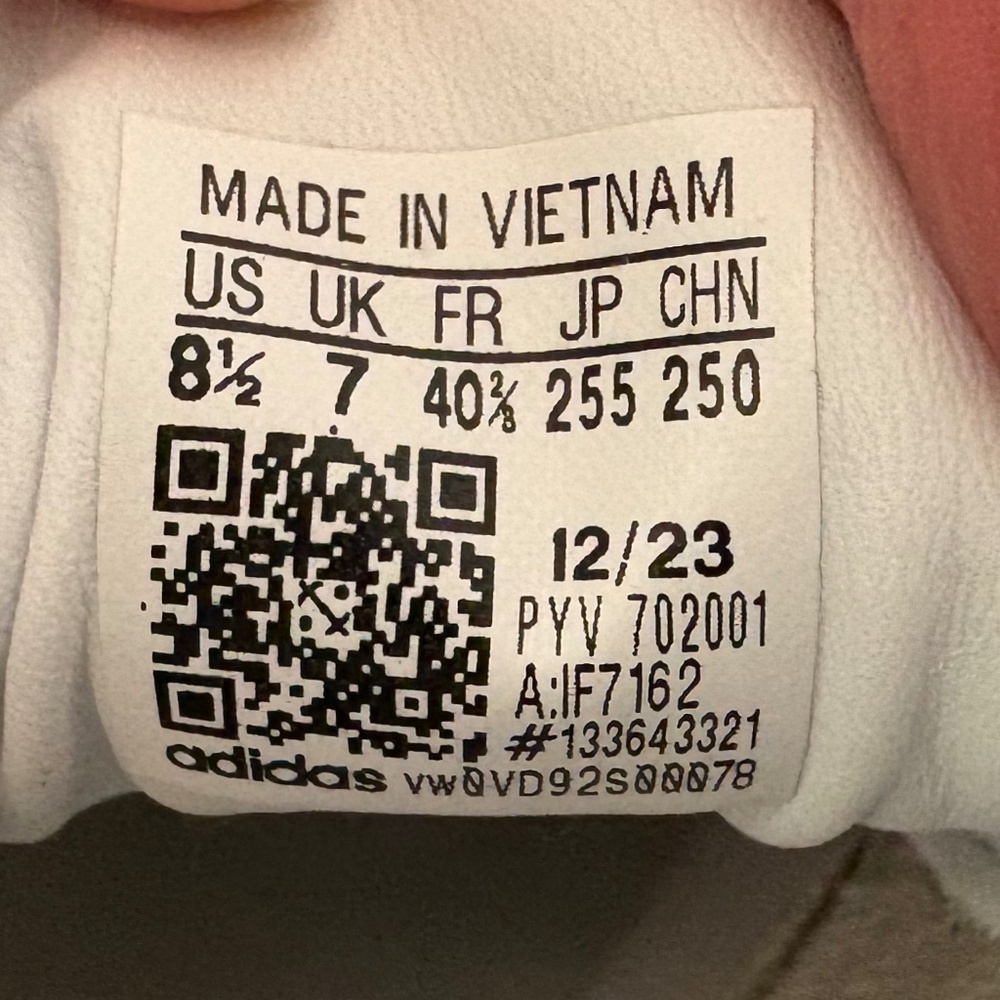 MADE IN VIETNAM
US UK FR JP CHN
8½ 7 40⅔ 255 250
12/23
PYV 702001
A:IF7162
#133643321
adidas VW0VD92S00078